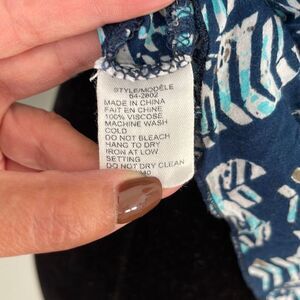 STYLE/MODÈLE
64-2802
MADE IN CHINA
FAIT EN CHINE
100% VISCOSE
MACHINE WASH
COLD
DO NOT BLEACH
HANG TO DRY
IRON AT LOW
SETTING
DO NOT DRY CLEAN